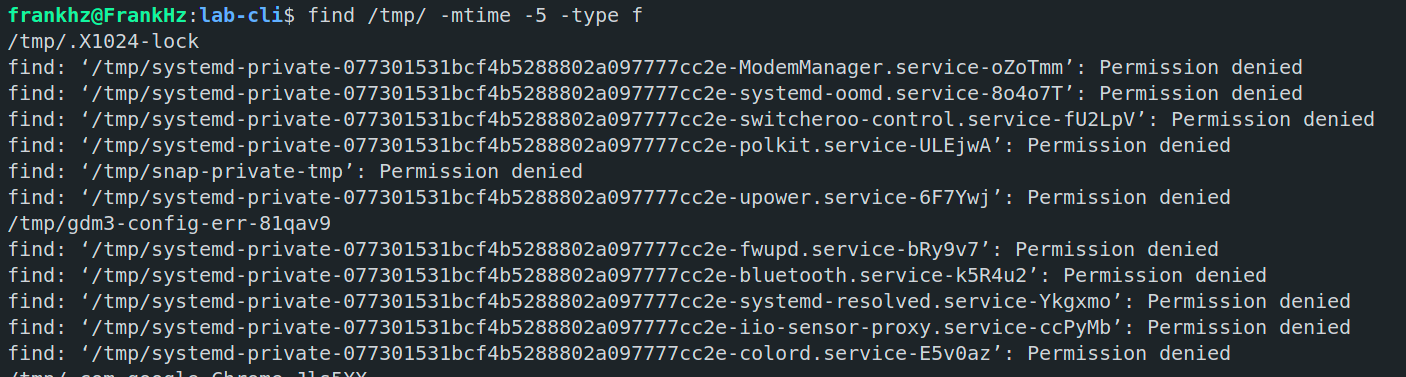 frankhz@FrankHz:lab-cli$ find /tmp/ -mtime -5 -type f
/tmp/.X1024-lock
find: ‘/tmp/systemd-private-077301531bcf4b5288802a097777cc2e-ModemManager.service-oZoTmm’: Permission denied
find: ‘/tmp/systemd-private-077301531bcf4b5288802a097777cc2e-systemd-oomd.service-8o4o7T’: Permission denied
find: ‘/tmp/systemd-private-077301531bcf4b5288802a097777cc2e-switcheroo-control.service-fU2LpV’: Permission denied
find: ‘/tmp/systemd-private-077301531bcf4b5288802a097777cc2e-polkit.service-ULEjwA’: Permission denied
find: ‘/tmp/snap-private-tmp’: Permission denied
find: ‘/tmp/systemd-private-077301531bcf4b5288802a097777cc2e-upower.service-6F7Ywj’: Permission denied
/tmp/gdm3-config-err-81qav9
find: ‘/tmp/systemd-private-077301531bcf4b5288802a097777cc2e-fwupd.service-bRy9v7’: Permission denied
find: ‘/tmp/systemd-private-077301531bcf4b5288802a097777cc2e-bluetooth.service-k5R4u2’: Permission denied
find: ‘/tmp/systemd-private-077301531bcf4b5288802a097777cc2e-systemd-resolved.service-Ykgxmo’: Permission denied
find: ‘/tmp/systemd-private-077301531bcf4b5288802a097777cc2e-iio-sensor-proxy.service-ccPyMb’: Permission denied
find: ‘/tmp/systemd-private-077301531bcf4b5288802a097777cc2e-colord.service-E5v0az’: Permission denied